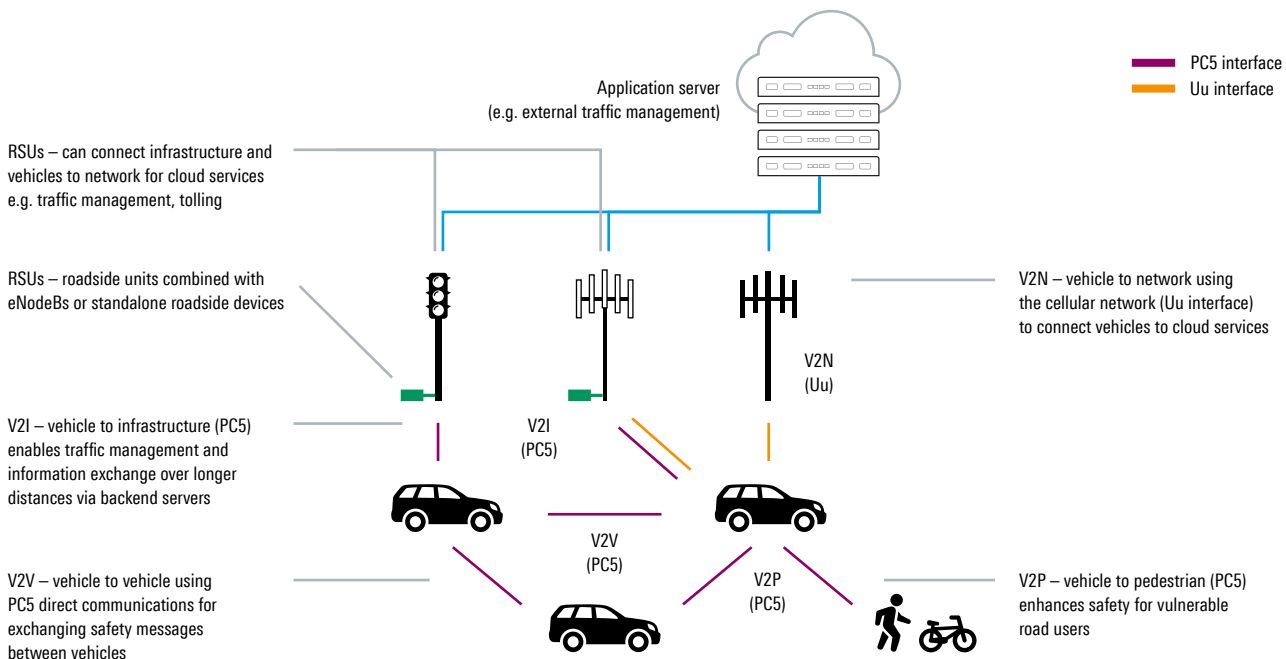 Application server
(e.g. external traffic management)
PC5 interface
Uu interface
RSUs – can connect infrastructure and
vehicles to network for cloud services
e.g. traffic management, tolling
RSUs – roadside units combined with
eNodeBs or standalone roadside devices
V2N – vehicle to network using
the cellular network (Uu interface)
to connect vehicles to cloud services
V2N
(Uu)
V2I – vehicle to infrastructure (PC5)
enables traffic management and
information exchange over longer
distances via backend servers
V2I
(PC5)
V2V
(PC5)
V2V – vehicle to vehicle using
PC5 direct communications for
exchanging safety messages
between vehicles
V2P
(PC5)
V2P – vehicle to pedestrian (PC5)
enhances safety for vulnerable
road users